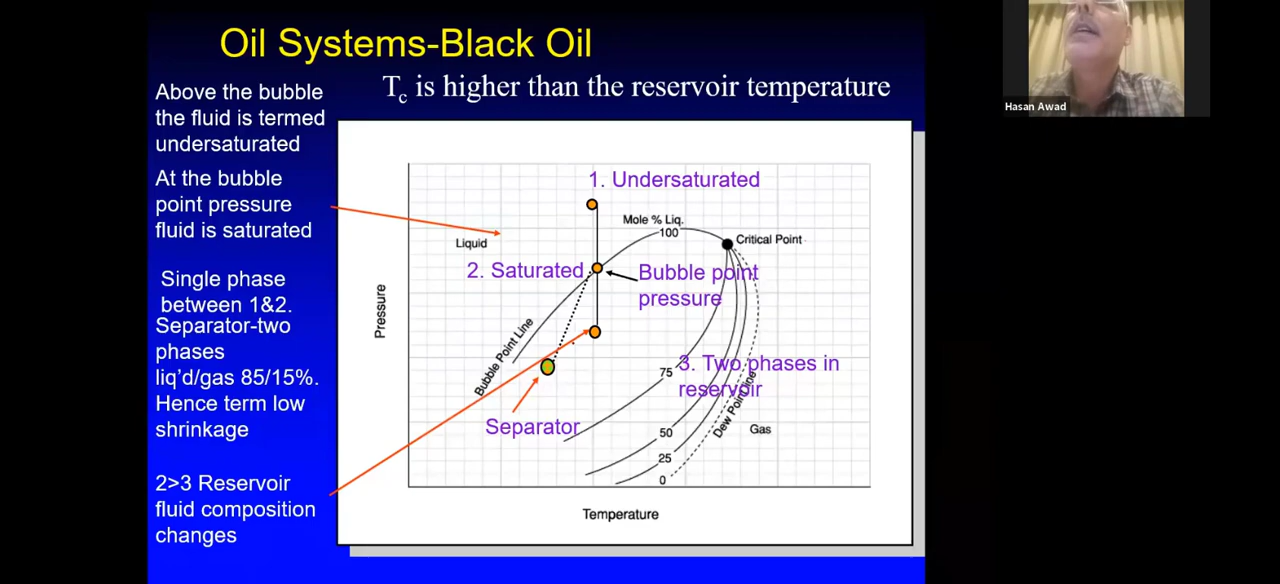 Oil Systems-Black Oil
Tc is higher than the reservoir temperature
Above the bubble
the fluid is termed
undersaturated
At the bubble
point pressure
fluid is saturated
Single phase
between 1&2.
Separator-two
phases
liq'd/gas 85/15%.
Hence term low
shrinkage
2>3 Reservoir
fluid composition
changes
1. Undersaturated
Mole % Liq.
100
Critical Point
Liquid
2. Saturated
Bubble point
pressure
Pressure
Bubble Point Line
3. Two phases in
reservoir
75
Separator
Dew Point Line
50
Gas
25
0
Temperature
Hasan Awad